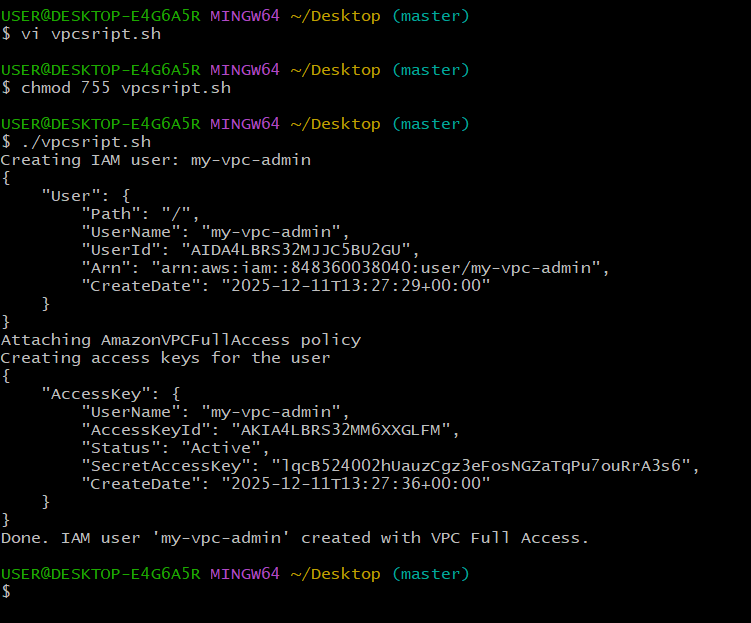 USER@DESKTOP-E4G6A5R MINGW64 ~/Desktop (master)
$ vi vpcsript.sh
USER@DESKTOP-E4G6A5R MINGW64 ~/Desktop (master)
$ chmod 755 vpcsript.sh
USER@DESKTOP-E4G6A5R MINGW64 ~/Desktop (master)
$ ./vpcsript.sh
Creating IAM user: my-vpc-admin
{
    "User": {
        "Path": "/",
        "UserName": "my-vpc-admin",
        "UserId": "AIDA4LBRS32MJJC5BU2GU",
        "Arn": "arn:aws:iam::848360038040:user/my-vpc-admin",
        "CreateDate": "2025-12-11T13:27:29+00:00"
    }
}
Attaching AmazonVPCFullAccess policy
Creating access keys for the user
{
    "AccessKey": {
        "UserName": "my-vpc-admin",
        "AccessKeyId": "AKIA4LBRS32MM6XXGLFM",
        "Status": "Active",
        "SecretAccessKey": "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",
        "CreateDate": "2025-12-11T13:27:36+00:00"
    }
}
Done. IAM user 'my-vpc-admin' created with VPC Full Access.
USER@DESKTOP-E4G6A5R MINGW64 ~/Desktop (master)
$